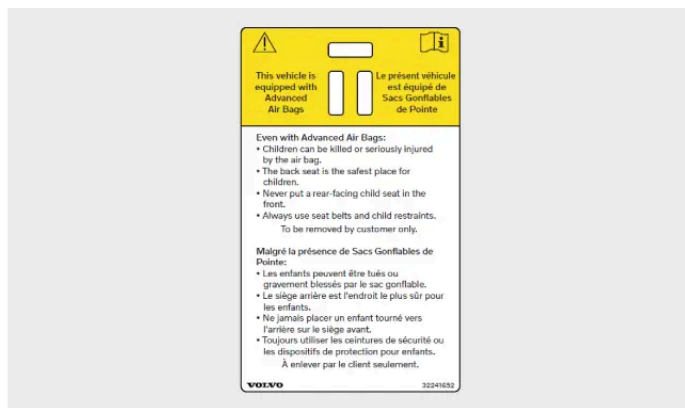 This vehicle is
equipped with
Advanced
Air Bags
Le présent véhicule
est équipé de
Sacs Gonflables
de Pointe
Even with Advanced Air Bags:
• Children can be killed or seriously injured
by the air bag.
• The back seat is the safest place for
children.
• Never put a rear-facing child seat in the
front.
• Always use seat belts and child restraints.
To be removed by customer only.
Malgré la présence de Sacs Gonflables de
Pointe:
• Les enfants peuvent être tués ou
gravement blessés par le sac gonflable.
• Le siège arrière est l'endroit le plus sûr pour
les enfants.
• Ne jamais placer un enfant tourné vers
l'arrière sur le siège avant.
• Toujours utiliser les ceintures de sécurité ou
les dispositifs de protection pour enfants.
À enlever par le client seulement.
VOLVO
32241652